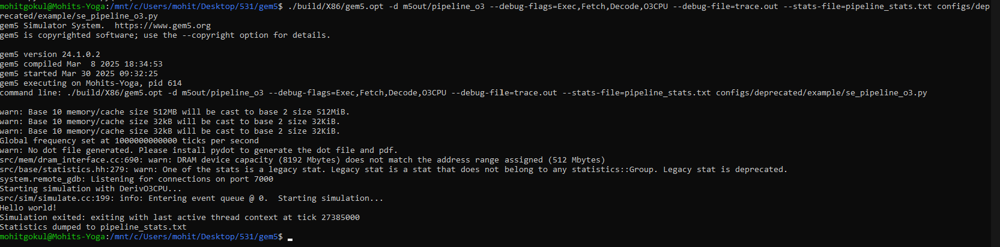 mohitgokul@Mohits-Yoga:/mnt/c/Users/mohit/Desktop/531/gem5$ ./build/X86/gem5.opt -d m5out/pipeline_o3 --debug-flags=Exec,Fetch,Decode,O3CPU --debug-file=trace.out --stats-file=pipeline_stats.txt configs/dep
recated/example/se_pipeline_o3.py
gem5 Simulator System.  https://www.gem5.org
gem5 is copyrighted software; use the --copyright option for details.

gem5 version 24.1.0.2
gem5 compiled Mar  8 2025 18:34:53
gem5 started Mar 30 2025 09:32:25
gem5 executing on Mohits-Yoga, pid 614
command line: ./build/X86/gem5.opt -d m5out/pipeline_o3 --debug-flags=Exec,Fetch,Decode,O3CPU --debug-file=trace.out --stats-file=pipeline_stats.txt configs/deprecated/example/se_pipeline_o3.py

warn: Base 10 memory/cache size 512MB will be cast to base 2 size 512MiB.
warn: Base 10 memory/cache size 32kB will be cast to base 2 size 32KiB.
warn: Base 10 memory/cache size 32kB will be cast to base 2 size 32KiB.
Global frequency set at 1000000000000 ticks per second
warn: No dot file generated. Please install pydot to generate the dot file and pdf.
src/mem/dram_interface.cc:690: warn: DRAM device capacity (8192 Mbytes) does not match the address range assigned (512 Mbytes)
src/base/statistics.hh:279: warn: One of the stats is a legacy stat. Legacy stat is a stat that does not belong to any statistics::Group. Legacy stat is deprecated.
system.remote_gdb: Listening for connections on port 7000
Starting simulation with DerivO3CPU...
src/sim/simulate.cc:199: info: Entering event queue @ 0.  Starting simulation...
Hello world!
Simulation exited: exiting with last active thread context at tick 27385000
Statistics dumped to pipeline_stats.txt
mohitgokul@Mohits-Yoga:/mnt/c/Users/mohit/Desktop/531/gem5$